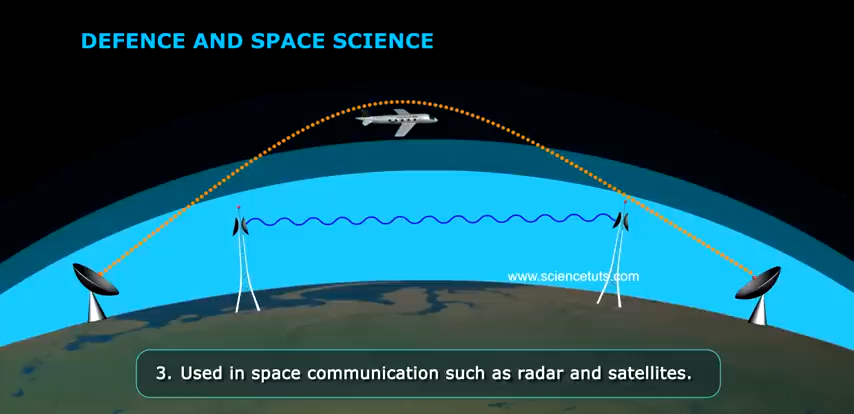 DEFENCE AND SPACE SCIENCE
www.sciencetuts.com
3. Used in space communication such as radar and satellites.